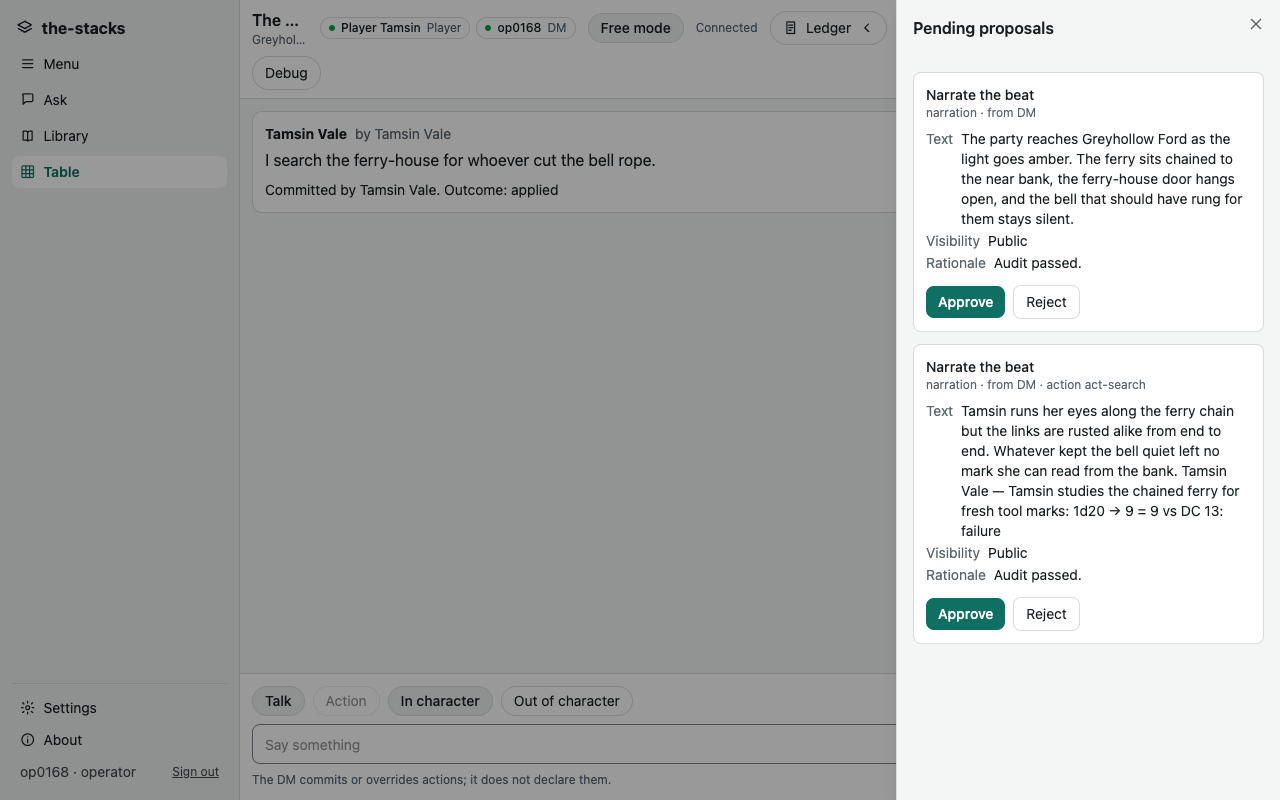 the-stacks
Menu
Ask
Library
Table
Settings
About
op0168 · operator
Sign out
The ...
Greyhol...
Player Tamsin Player
op0168 DM
Free mode
Connected
Ledger
Debug
Tamsin Vale by Tamsin Vale
I search the ferry-house for whoever cut the bell rope.
Committed by Tamsin Vale. Outcome: applied
Talk
Action
In character
Out of character
Say something
The DM commits or overrides actions; it does not declare them.
Pending proposals
Narrate the beat
narration · from DM
Text The party reaches Greyhollow Ford as the
light goes amber. The ferry sits chained to
the near bank, the ferry-house door hangs
open, and the bell that should have rung for
them stays silent.
Visibility Public
Rationale Audit passed.
Approve
Reject
Narrate the beat
narration · from DM · action act-search
Text Tamsin runs her eyes along the ferry chain
but the links are rusted alike from end to
end. Whatever kept the bell quiet left no
mark she can read from the bank. Tamsin
Vale — Tamsin studies the chained ferry for
fresh tool marks: 1d20 → 9 = 9 vs DC 13:
failure
Visibility Public
Rationale Audit passed.
Approve
Reject